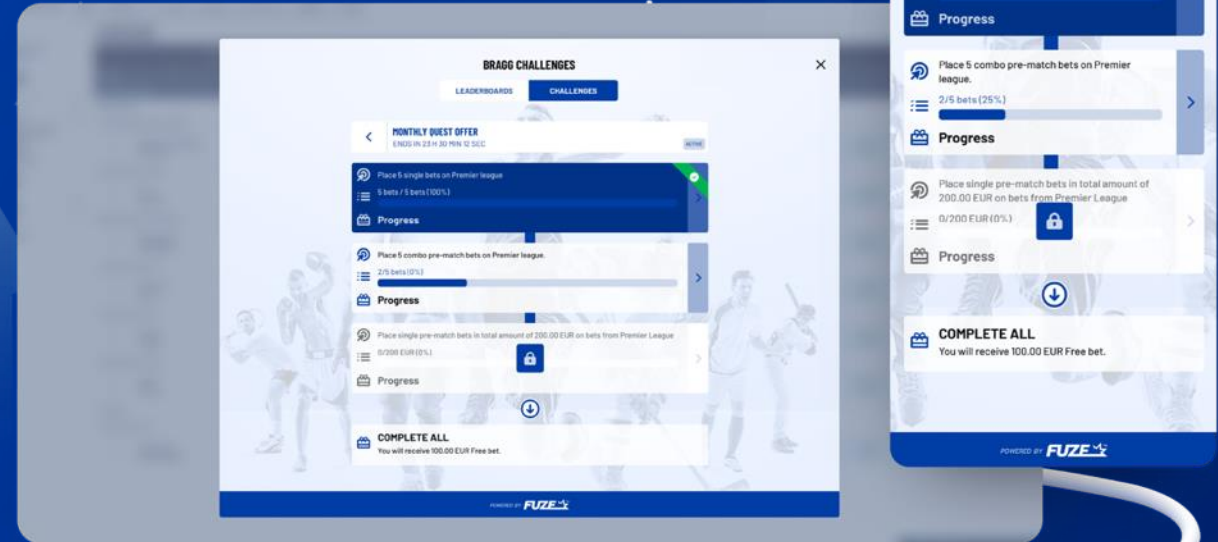 BRAGG CHALLENGES
LEADERBOARDS CHALLENGES
MONTHLY QUEST OFFER
ENDS IN 23 H 30 MIN 12 SEC
ACTIVE
Place 5 single bets on Premier league
5 bets / 5 bets (100%)
Progress
Place 5 combo pre-match bets on Premier league.
2/5 bets (0%)
Progress
Place single pre-match bets in total amount of 200.00 EUR on bets from Premier League
0/200 EUR (0%)
Progress
COMPLETE ALL
You will receive 100.00 EUR Free bet.
POWERED BY FUZE
Progress
Place 5 combo pre-match bets on Premier
league.
2/5 bets (25%)
Progress
Place single pre-match bets in total amount of
200.00 EUR on bets from Premier League
0/200 EUR (0%)
Progress
COMPLETE ALL
You will receive 100.00 EUR Free bet.
POWERED BY FUZE